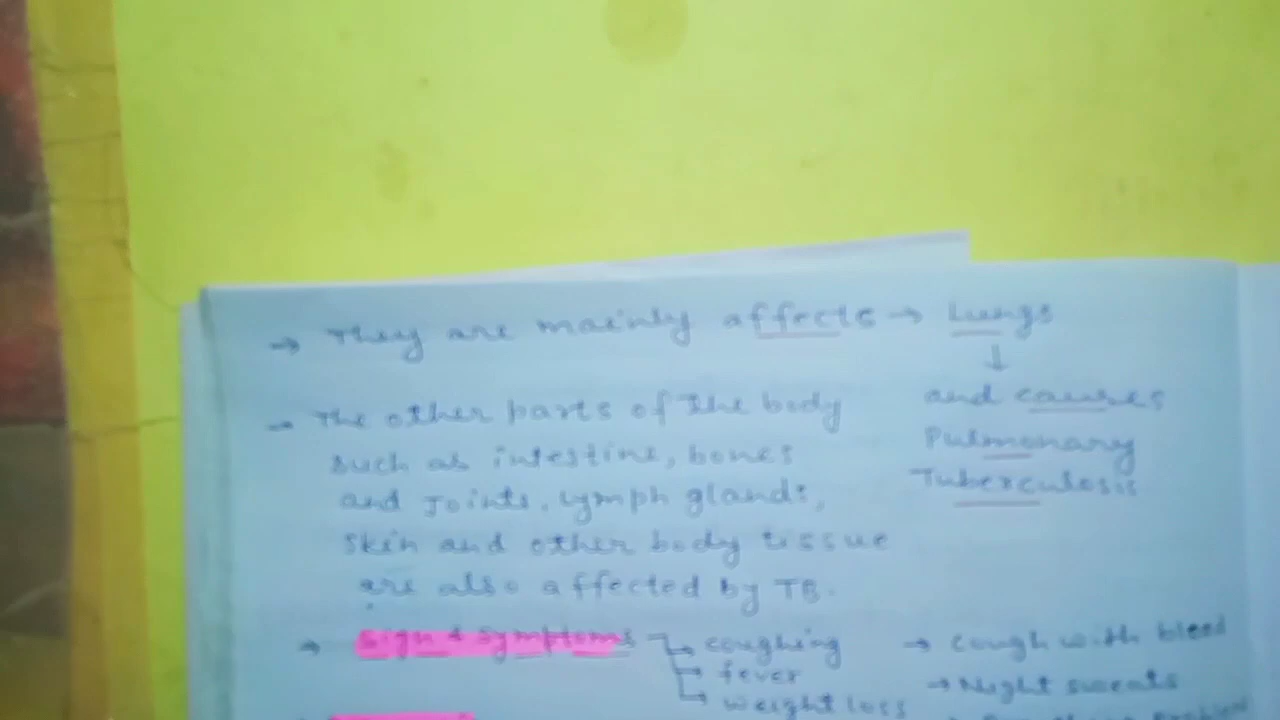 → They are mainly affects → Lungs
↓
and causes
Pulmonary
Tuberculosis
→ The other parts of the body
such as intestine, bones
and Joints, lymph glands,
skin and other body tissue
are also affected by TB.
→ Sign & symptoms → coughing → Cough with blood
→ fever → Night sweats
→ weight loss